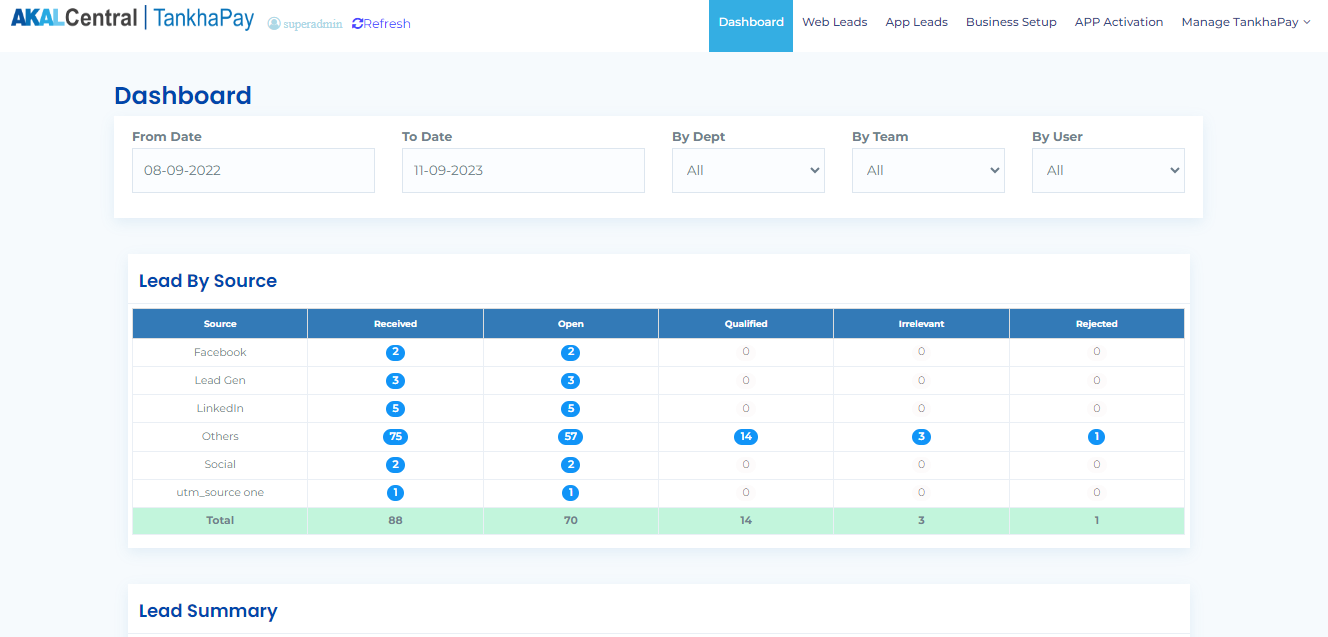 AKALCentral | TankhaPay superadmin Refresh Dashboard Web Leads App Leads Business Setup APP Activation Manage TankhaPay
Dashboard
From Date To Date By Dept By Team By User
08-09-2022 11-09-2023 All All All
Lead By Source
Source Received Open Qualified Irrelevant Rejected
Facebook 2 2 0 0 0
Lead Gen 3 3 0 0 0
LinkedIn 5 5 0 0 0
Others 75 57 14 3 1
Social 2 2 0 0 0
utm_source one 1 1 0 0 0
Total 88 70 14 3 1
Lead Summary